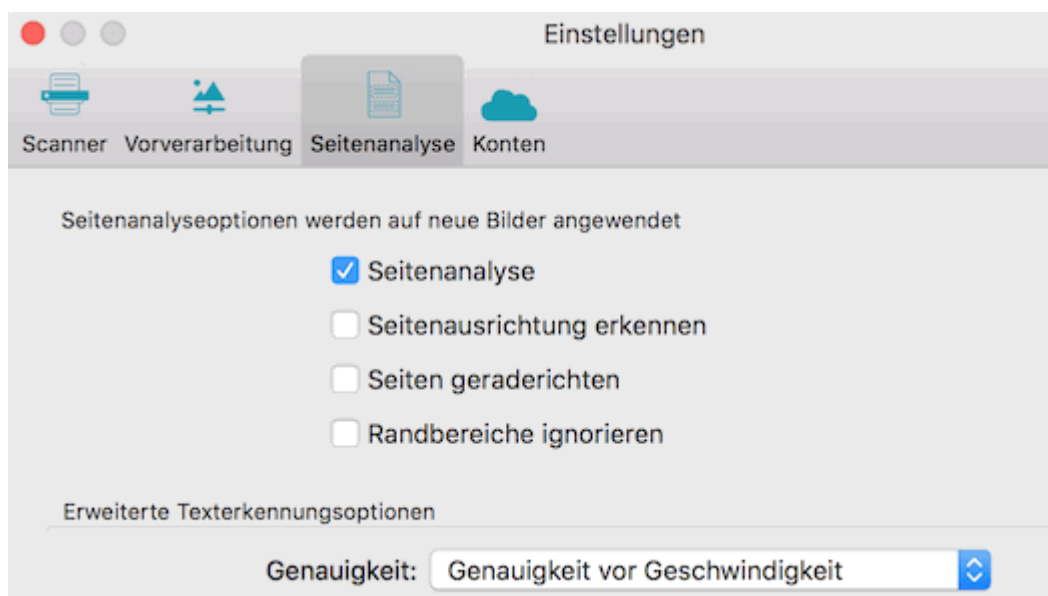 Einstellungen
Scanner Vorverarbeitung Seitenanalyse Konten
Seitenanalyseoptionen werden auf neue Bilder angewendet
Seitenanalyse
Seitenausrichtung erkennen
Seiten geraderichten
Randbereiche ignorieren
Erweiterte Texterkennungsoptionen
Genauigkeit: Genauigkeit vor Geschwindigkeit